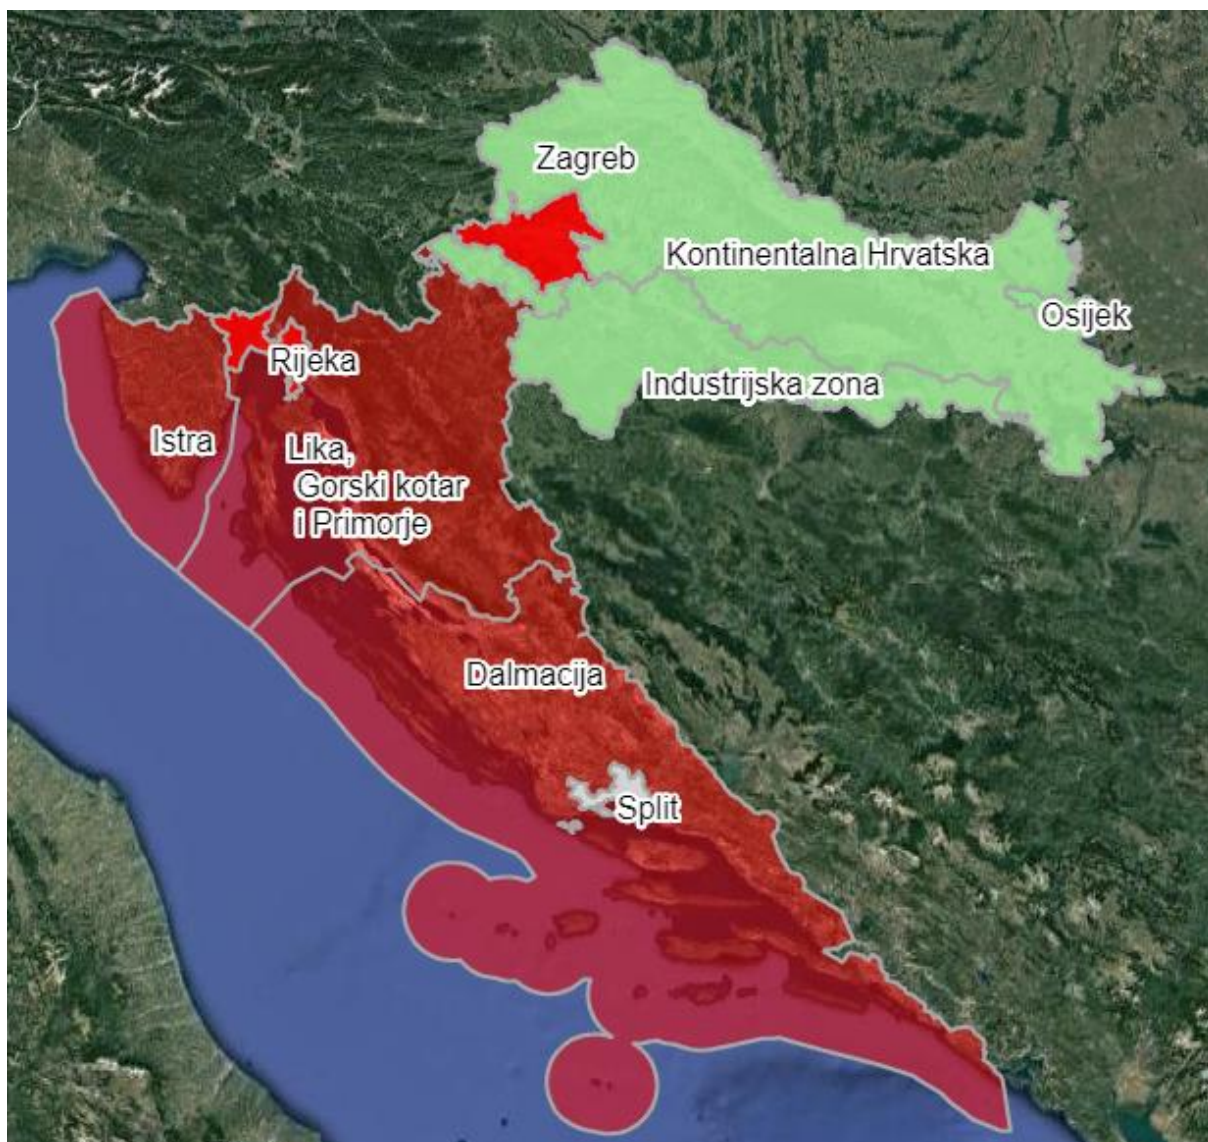 Zagreb
Kontinentalna Hrvatska
Osijek
Rijeka
Industrijska zona
Istra
Lika,
Gorski kotar
i Primorje
Dalmacija
Split